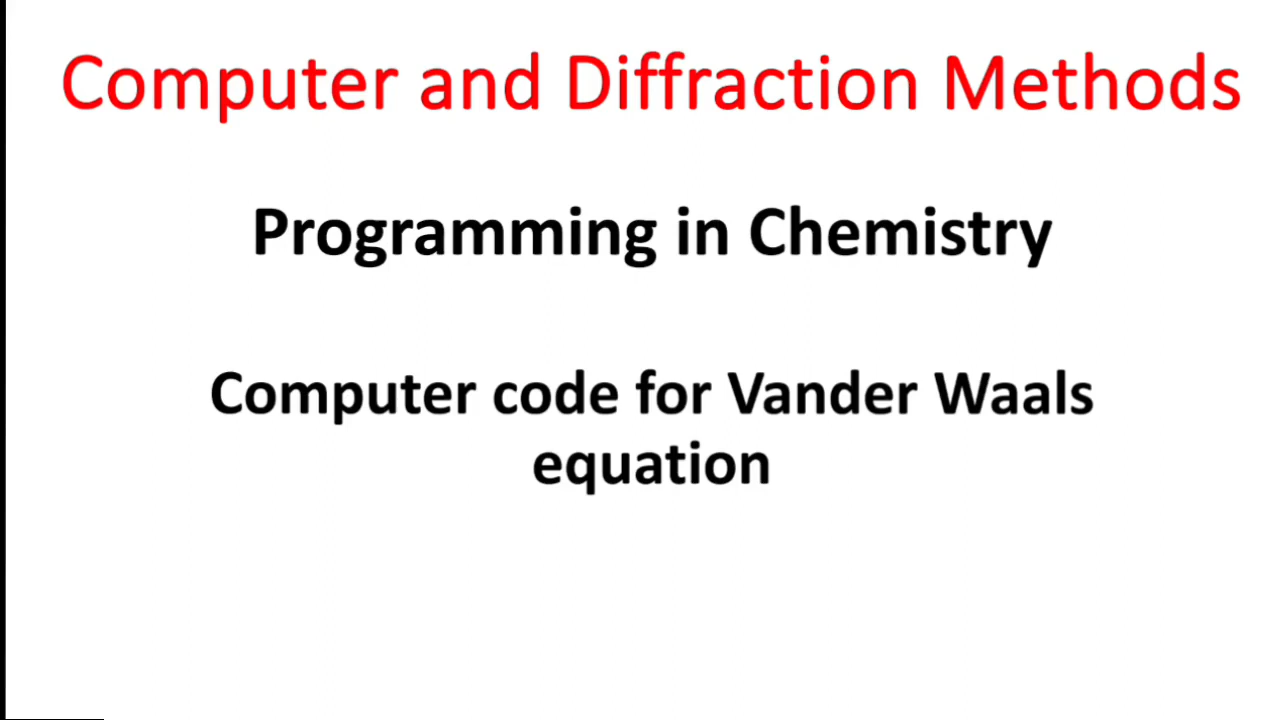 Computer and Diffraction Methods
Programming in Chemistry
Computer code for Vander Waals
equation